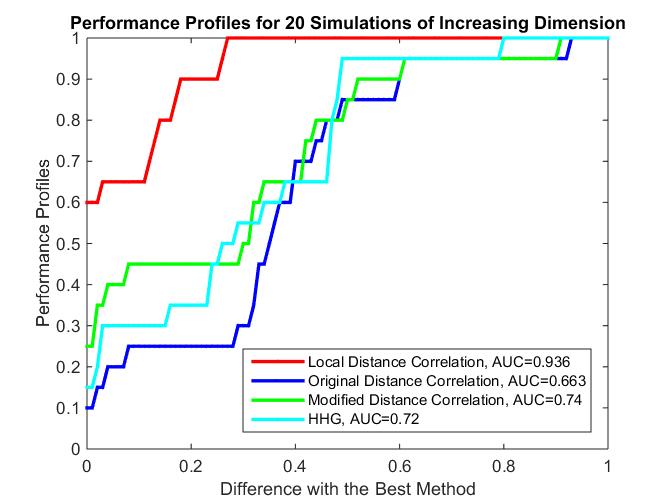 Performance Profiles for 20 Simulations of Increasing Dimension
1
0.9
0.8
0.7
0.6
0.5
0.4
0.3
0.2
0.1
0
Performance Profiles
Local Distance Correlation, AUC=0.936
Original Distance Correlation, AUC=0.663
Modified Distance Correlation, AUC=0.74
HHG, AUC=0.72
0 0.2 0.4 0.6 0.8 1
Difference with the Best Method